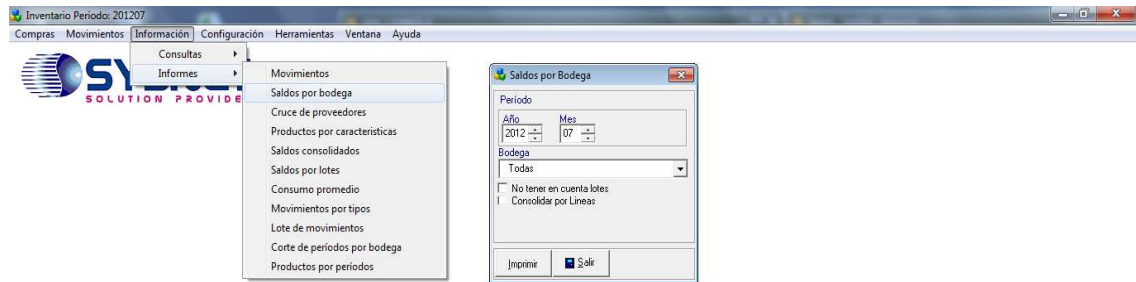 Inventario Periodo: 201207
Compras Movimientos Información Configuración Herramientas Ventana Ayuda
Consultas
Informes
SOLUTION PROVIDE
Movimientos
Saldos por bodega
Cruce de proveedores
Productos por caracteristicas
Saldos consolidados
Saldos por lotes
Consumo promedio
Movimientos por tipos
Lote de movimientos
Corte de períodos por bodega
Productos por períodos
Saldos por Bodega
Período
Año Mes
2012 07
Bodega
Todas
No tener en cuenta lotes
Consolidar por Lineas
Imprimir Salir